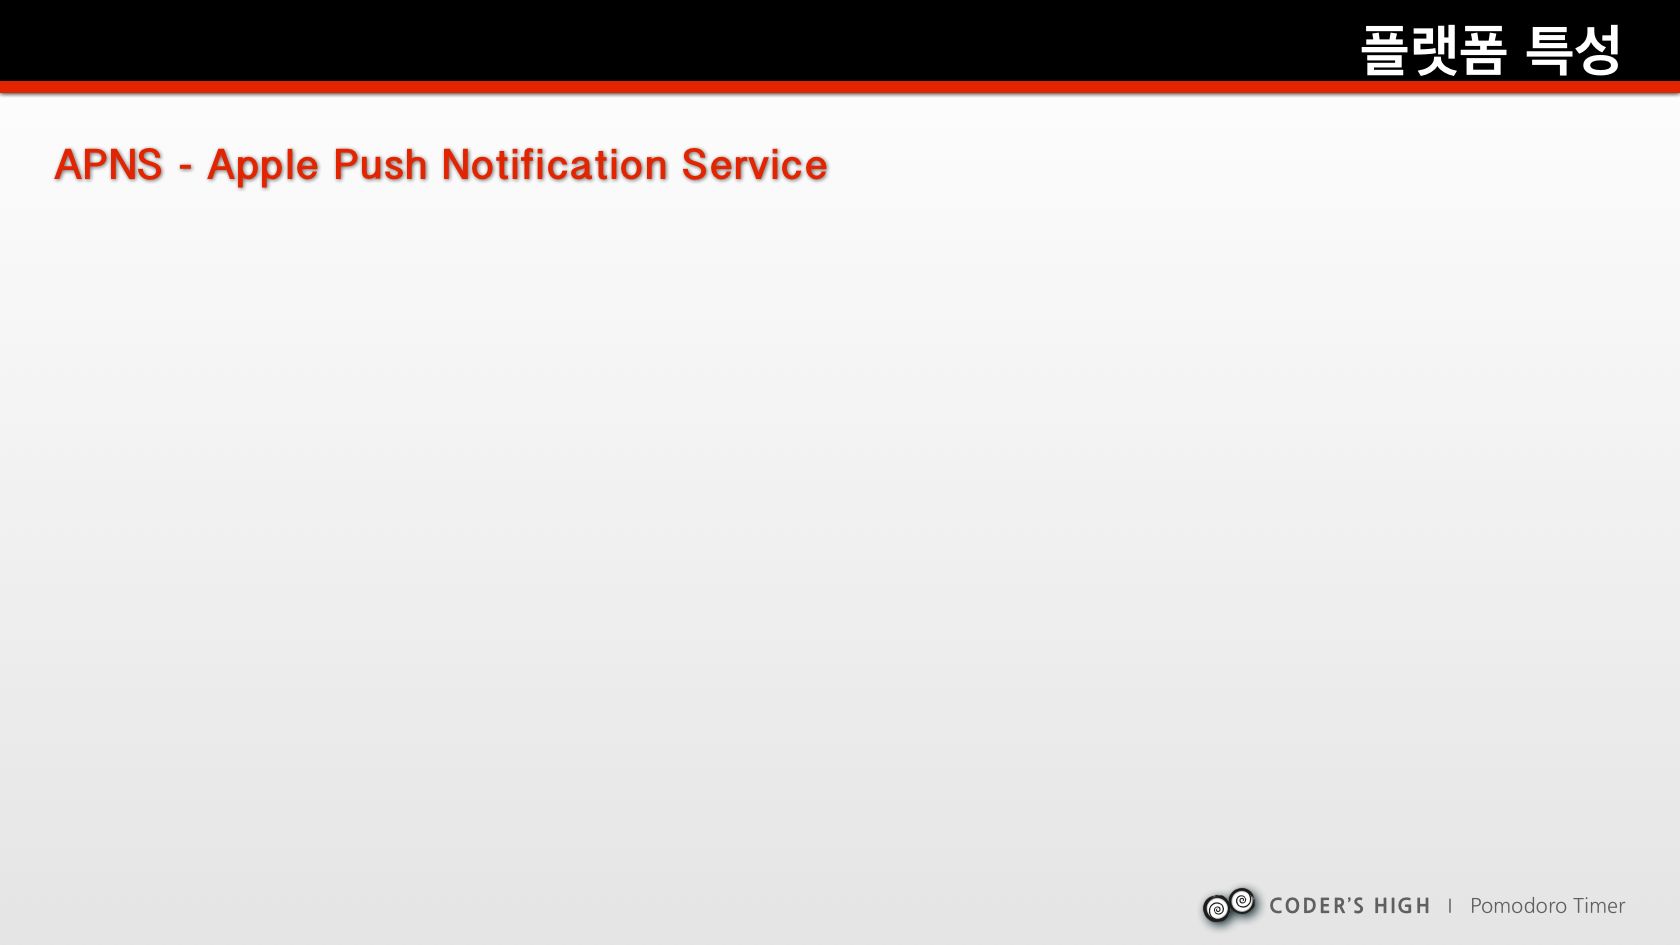 플랫폼 특성
APNS - Apple Push Notification Service
CODER'S HIGH | Pomodoro Timer